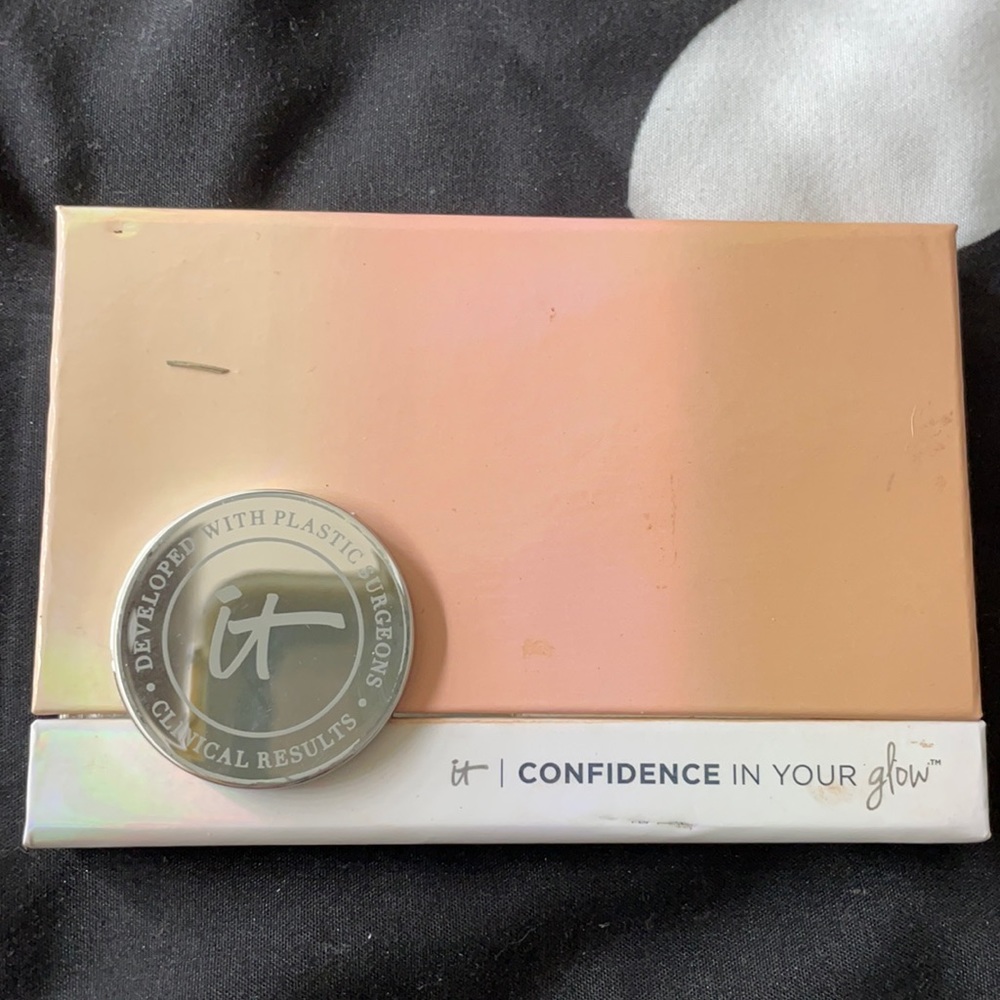 • DEVELOPED WITH PLASTIC SURGEONS •
it
CLINICAL RESULTS
it | CONFIDENCE IN YOUR glow™